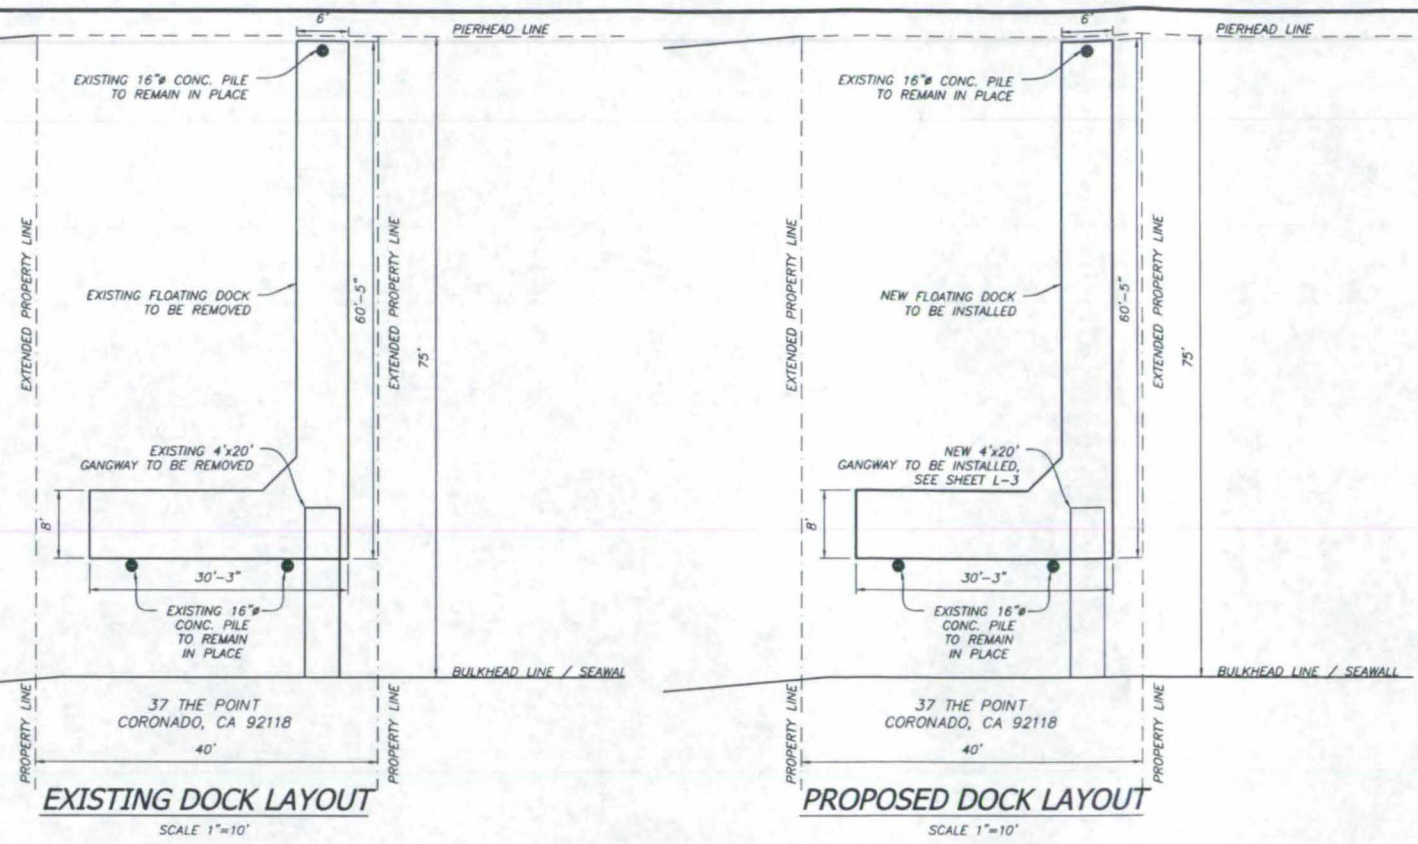 6'
PIERHEAD LINE
EXISTING 16"ø CONC. PILE
TO REMAIN IN PLACE
EXTENDED PROPERTY LINE
EXISTING FLOATING DOCK
TO BE REMOVED
60'-5"
EXTENDED PROPERTY LINE
75'
EXISTING 4'x20'
GANGWAY TO BE REMOVED
8'
30'-3"
EXISTING 16"ø
CONC. PILE
TO REMAIN
IN PLACE
BULKHEAD LINE / SEAWAL
PROPERTY LINE
37 THE POINT
CORONADO, CA 92118
PROPERTY LINE
40'
EXISTING DOCK LAYOUT
SCALE 1"=10'
6'
PIERHEAD LINE
EXISTING 16"ø CONC. PILE
TO REMAIN IN PLACE
EXTENDED PROPERTY LINE
NEW FLOATING DOCK
TO BE INSTALLED
60'-5"
EXTENDED PROPERTY LINE
75'
NEW 4'x20'
GANGWAY TO BE INSTALLED,
SEE SHEET L-3
8'
30'-3"
EXISTING 16"ø
CONC. PILE
TO REMAIN
IN PLACE
BULKHEAD LINE / SEAWALL
PROPERTY LINE
37 THE POINT
CORONADO, CA 92118
PROPERTY LINE
40'
PROPOSED DOCK LAYOUT
SCALE 1"=10'